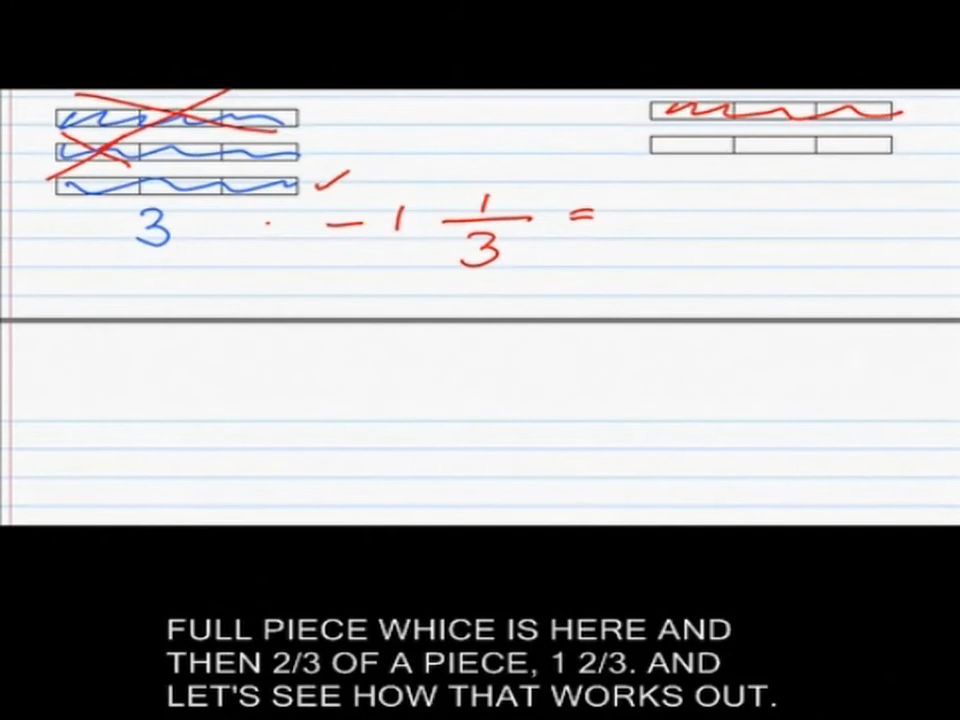 3 - 1 1/3 =
FULL PIECE WHICE IS HERE AND
THEN 2/3 OF A PIECE, 1 2/3. AND
LET'S SEE HOW THAT WORKS OUT.